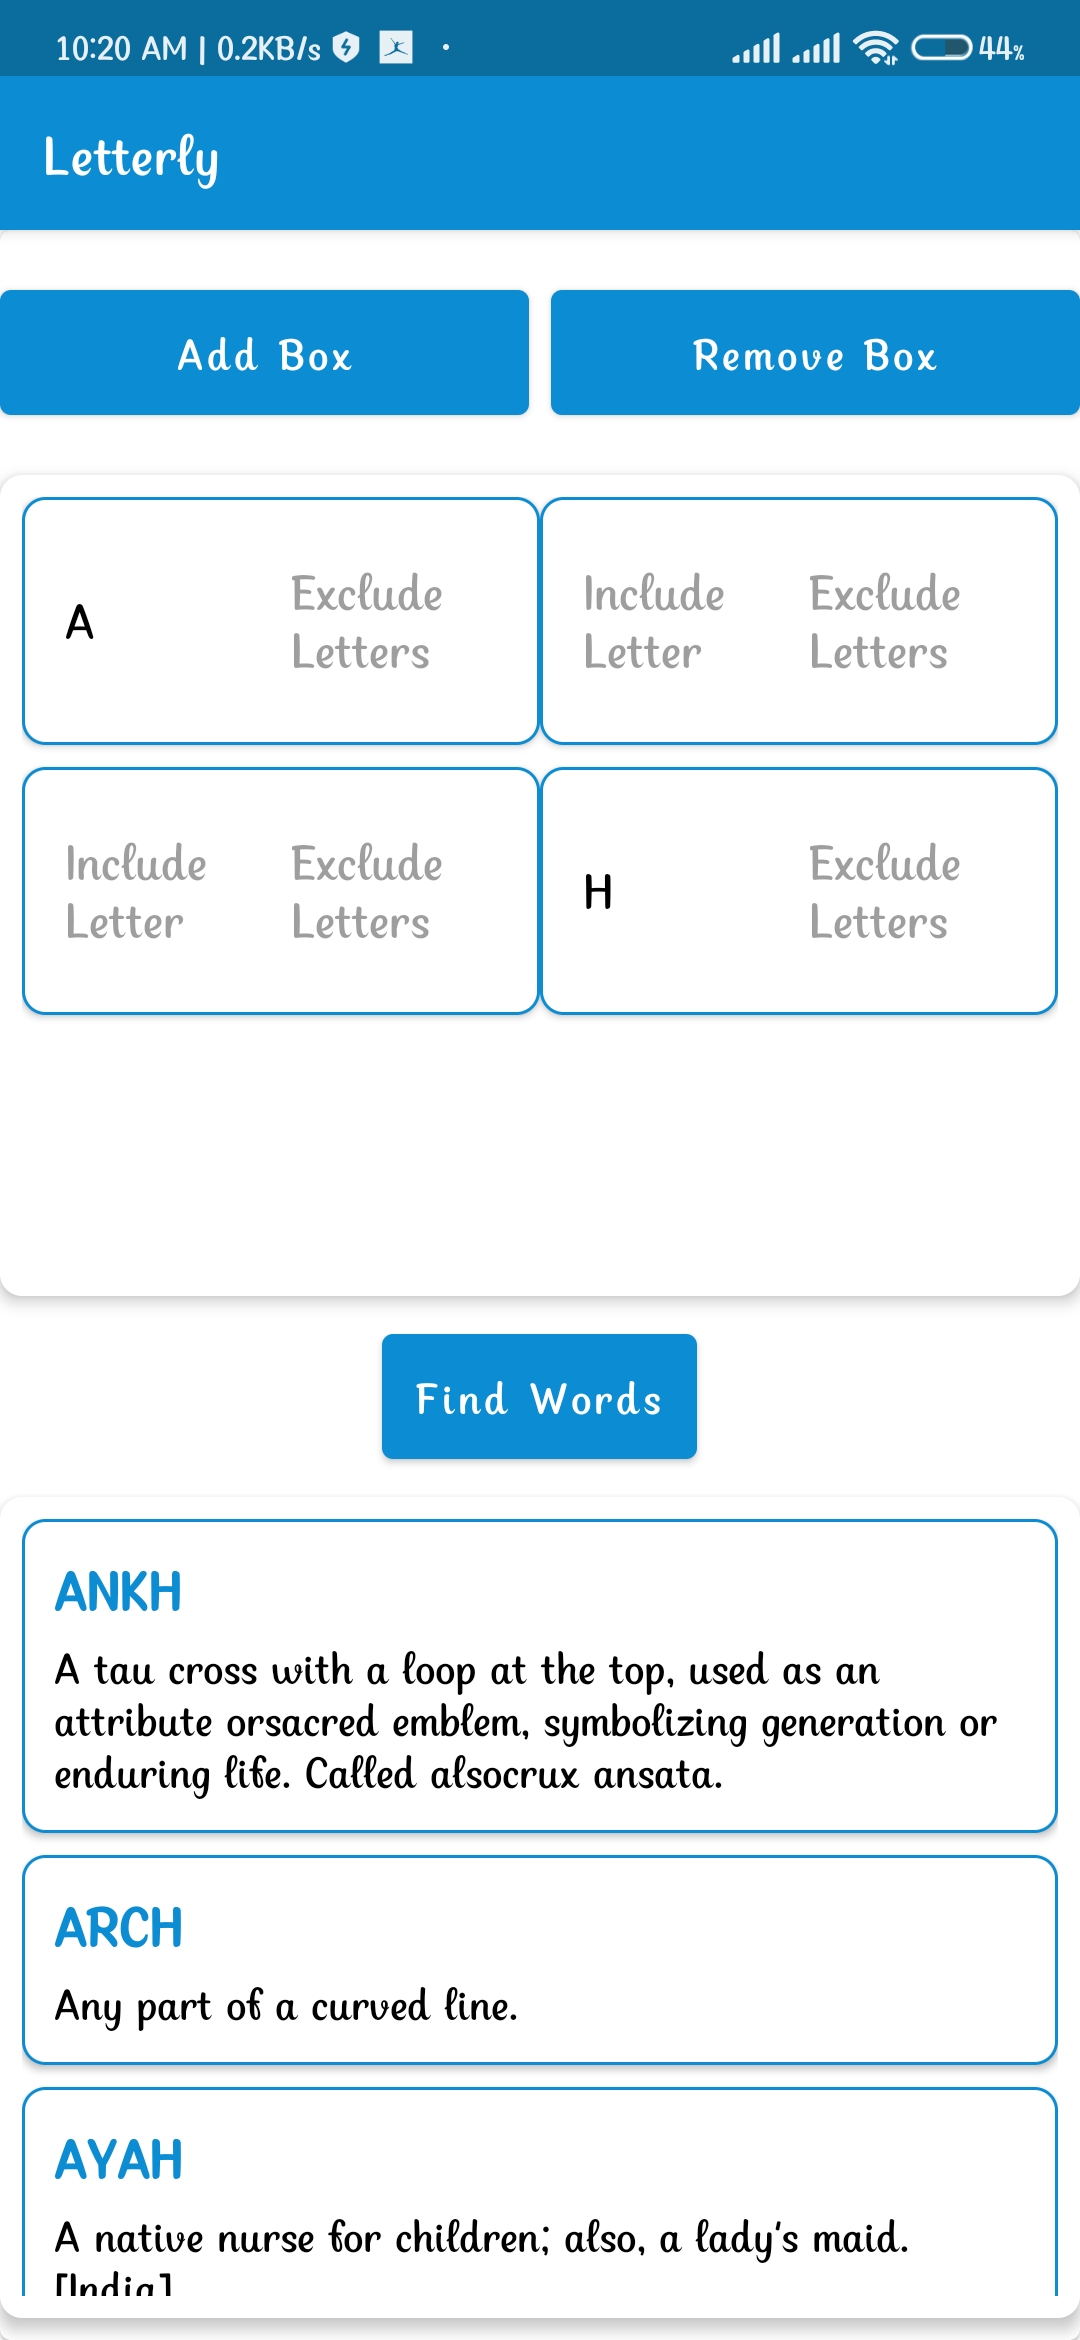 10:20 AM | 0.2KB/s 44%
Letterly
Add Box Remove Box
A Exclude Letters Include Letter Exclude Letters
Include Letter Exclude Letters H Exclude Letters
Find Words
ANKH
A tau cross with a loop at the top, used as an
attribute orsacred emblem, symbolizing generation or
enduring life. Called alsocrux ansata.
ARCH
Any part of a curved line.
AYAH
A native nurse for children; also, a lady's maid.
[India]